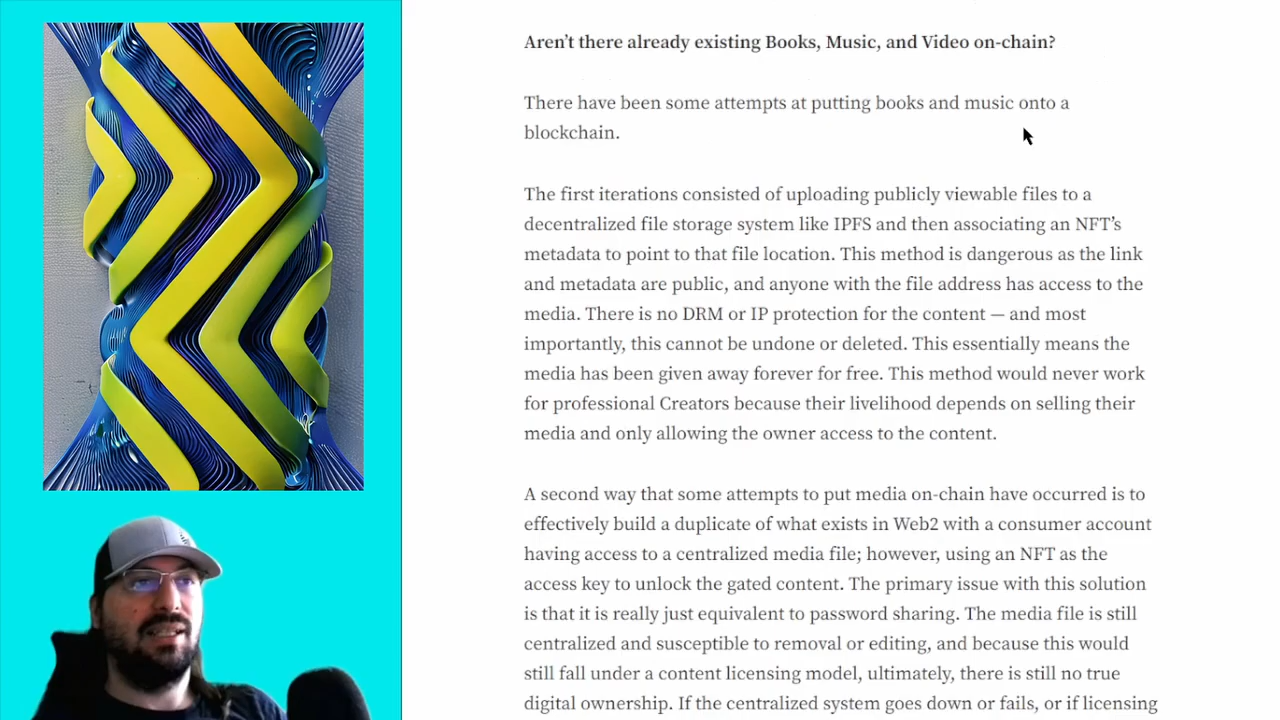 Aren’t there already existing Books, Music, and Video on-chain?
There have been some attempts at putting books and music onto a
blockchain.
The first iterations consisted of uploading publicly viewable files to a
decentralized file storage system like IPFS and then associating an NFT’s
metadata to point to that file location. This method is dangerous as the link
and metadata are public, and anyone with the file address has access to the
media. There is no DRM or IP protection for the content — and most
importantly, this cannot be undone or deleted. This essentially means the
media has been given away forever for free. This method would never work
for professional Creators because their livelihood depends on selling their
media and only allowing the owner access to the content.
A second way that some attempts to put media on-chain have occurred is to
effectively build a duplicate of what exists in Web2 with a consumer account
having access to a centralized media file; however, using an NFT as the
access key to unlock the gated content. The primary issue with this solution
is that it is really just equivalent to password sharing. The media file is still
centralized and susceptible to removal or editing, and because this would
still fall under a content licensing model, ultimately, there is still no true
digital ownership. If the centralized system goes down or fails, or if licensing